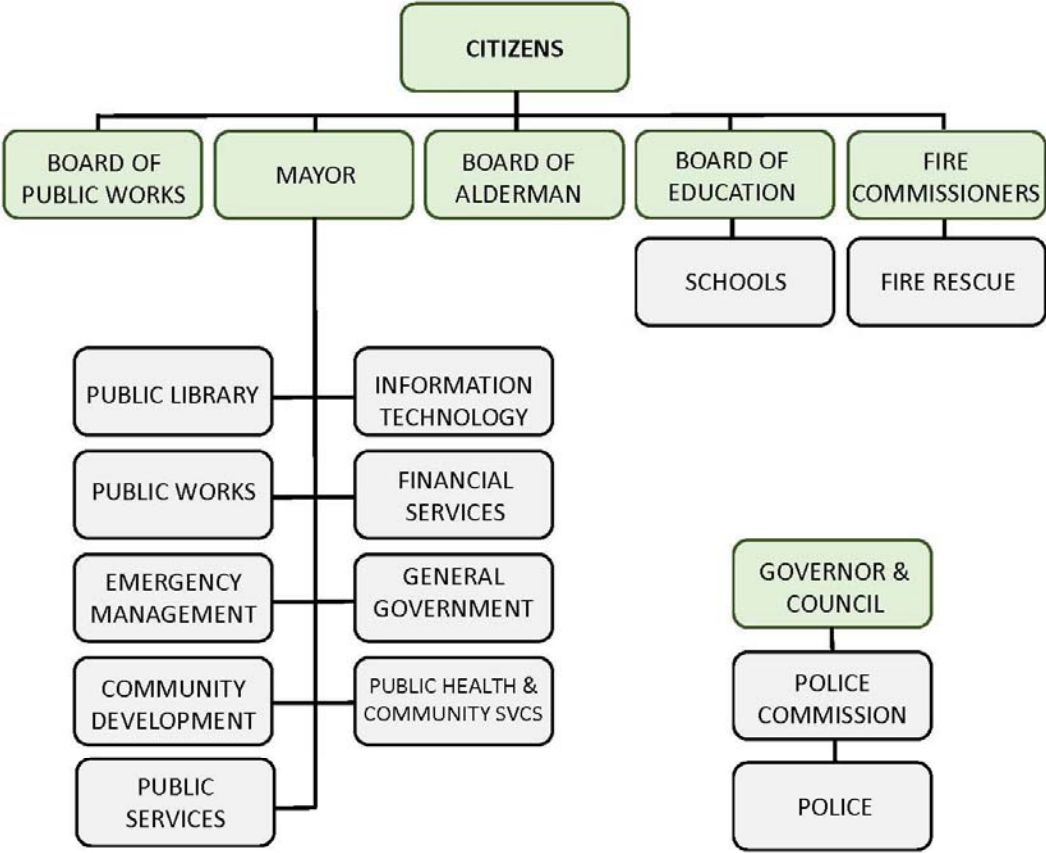 CITIZENS
BOARD OF
PUBLIC WORKS
MAYOR
BOARD OF
ALDERMAN
BOARD OF
EDUCATION
FIRE
COMMISSIONERS
SCHOOLS
FIRE RESCUE
PUBLIC LIBRARY
INFORMATION
TECHNOLOGY
PUBLIC WORKS
FINANCIAL
SERVICES
EMERGENCY
MANAGEMENT
GENERAL
GOVERNMENT
COMMUNITY
DEVELOPMENT
PUBLIC HEALTH &
COMMUNITY SVCS
PUBLIC
SERVICES
GOVERNOR &
COUNCIL
POLICE
COMMISSION
POLICE